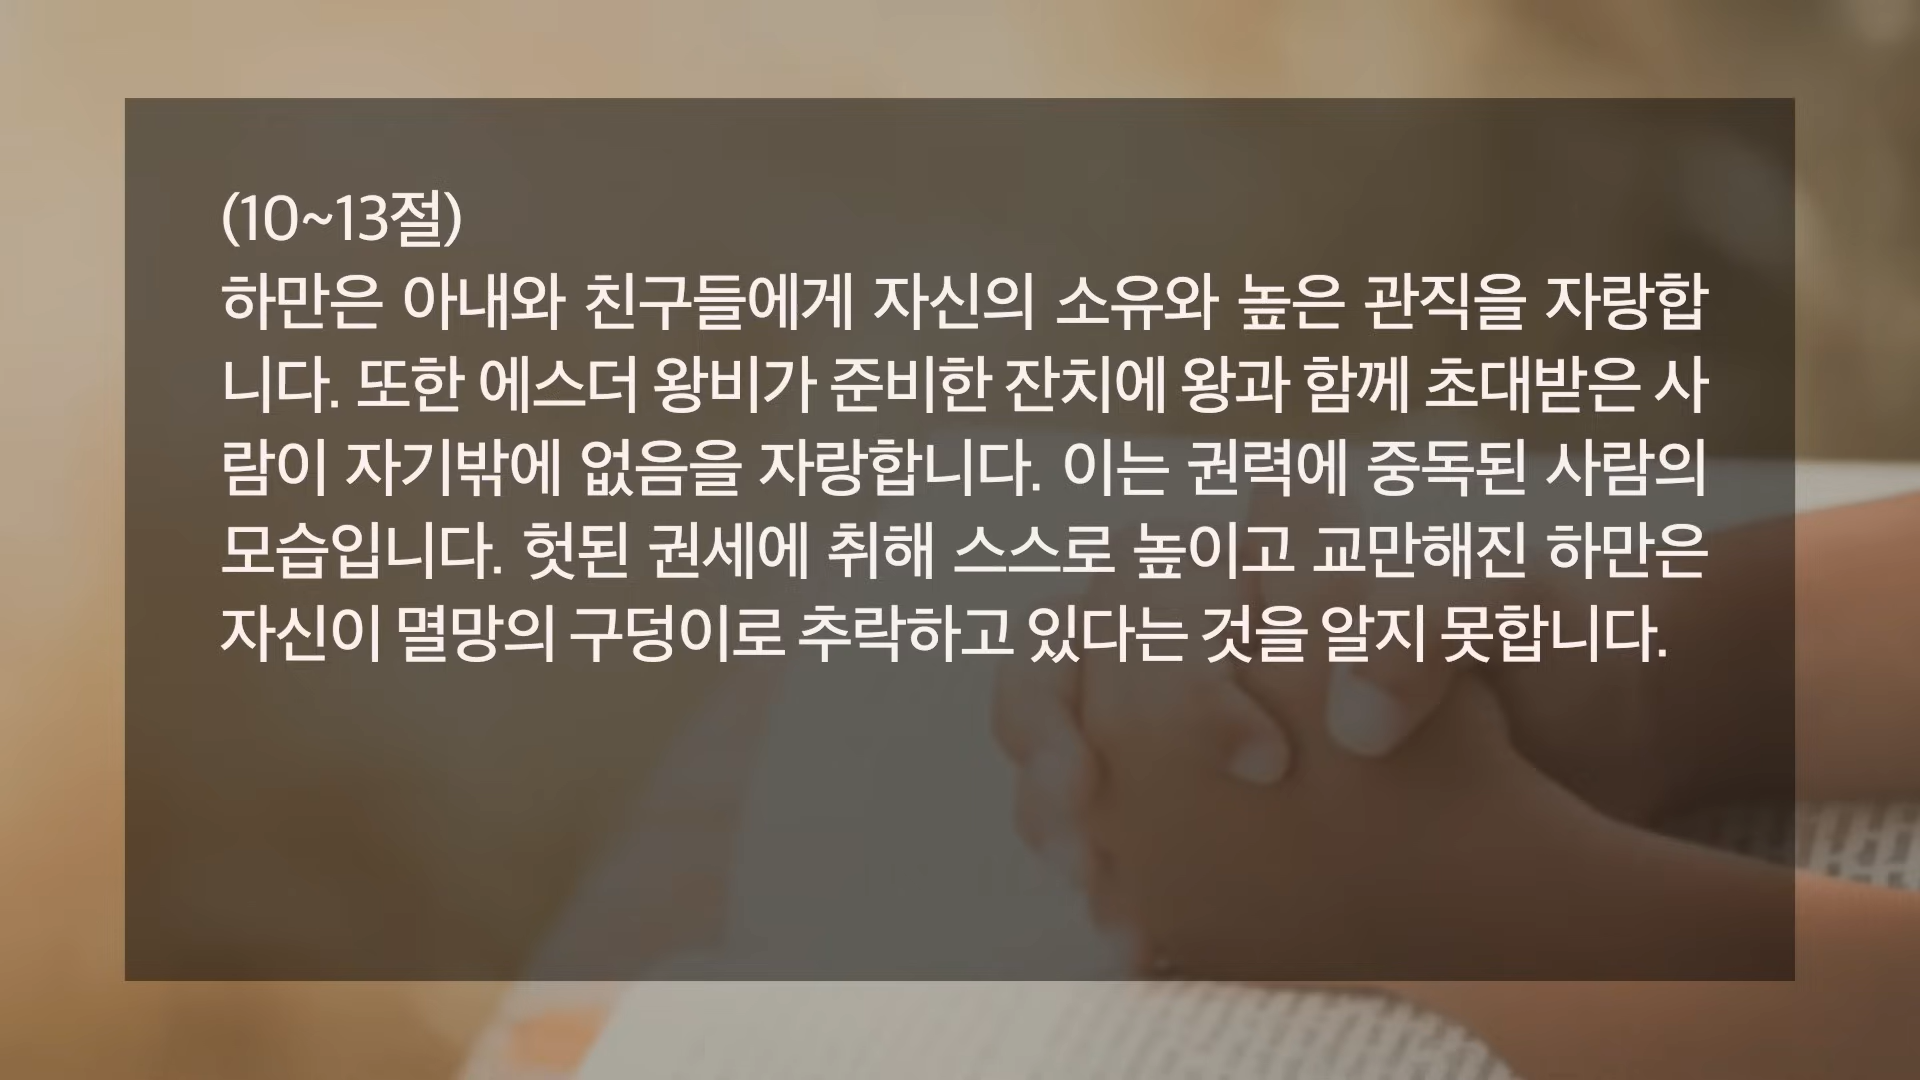 (10~13절)
하만은 아내와 친구들에게 자신의 소유와 높은 관직을 자랑합
니다. 또한 에스더 왕비가 준비한 잔치에 왕과 함께 초대받은 사
람이 자기밖에 없음을 자랑합니다. 이는 권력에 중독된 사람의
모습입니다. 헛된 권세에 취해 스스로 높이고 교만해진 하만은
자신이 멸망의 구덩이로 추락하고 있다는 것을 알지 못합니다.